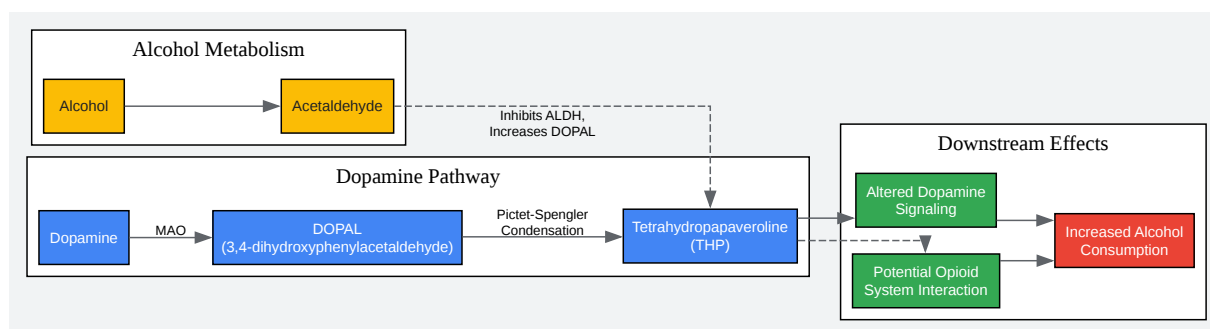 Alcohol Metabolism
Alcohol
Acetaldehyde
Inhibits ALDH,
Increases DOPAL
Dopamine Pathway
Dopamine
MAO
DOPAL
(3,4-dihydroxyphenylacetaldehyde)
Pictet-Spengler
Condensation
Tetrahydropapaveroline
(THP)
Downstream Effects
Altered Dopamine
Signaling
Potential Opioid
System Interaction
Increased Alcohol
Consumption